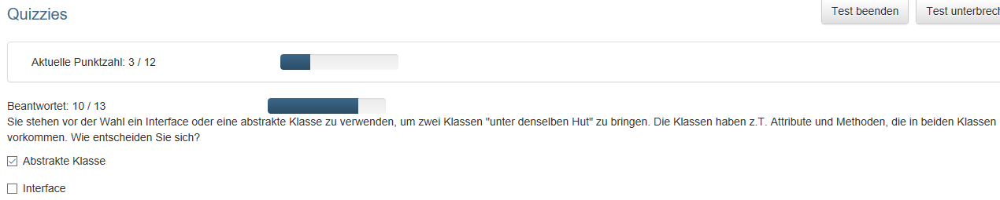 Quizzies
Test beenden
Test unterbrech
Aktuelle Punktzahl: 3 / 12
Beantwortet: 10 / 13
Sie stehen vor der Wahl ein Interface oder eine abstrakte Klasse zu verwenden, um zwei Klassen "unter denselben Hut" zu bringen. Die Klassen haben z.T. Attribute und Methoden, die in beiden Klassen
vorkommen. Wie entscheiden Sie sich?
Abstrakte Klasse
Interface